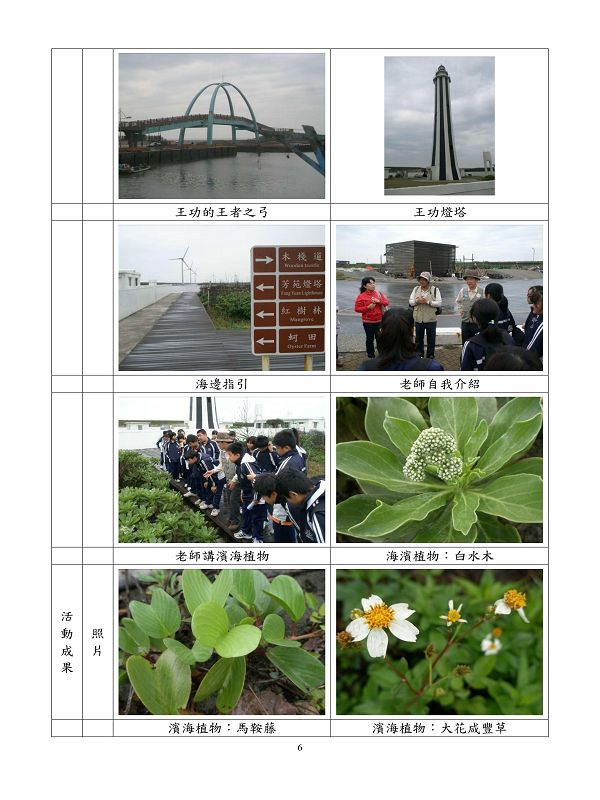 王功的王者之弓
王功燈塔
木棧道
Wooden trestle
芳苑燈塔
Fang Yuan Lighthouse
紅樹林
Mangrove
蚵田
Oyster Farm
海邊指引
老師自我介紹
老師講濱海植物
海濱植物：白水木
活動成果
照片
濱海植物：馬鞍藤
濱海植物：大花咸豐草
6